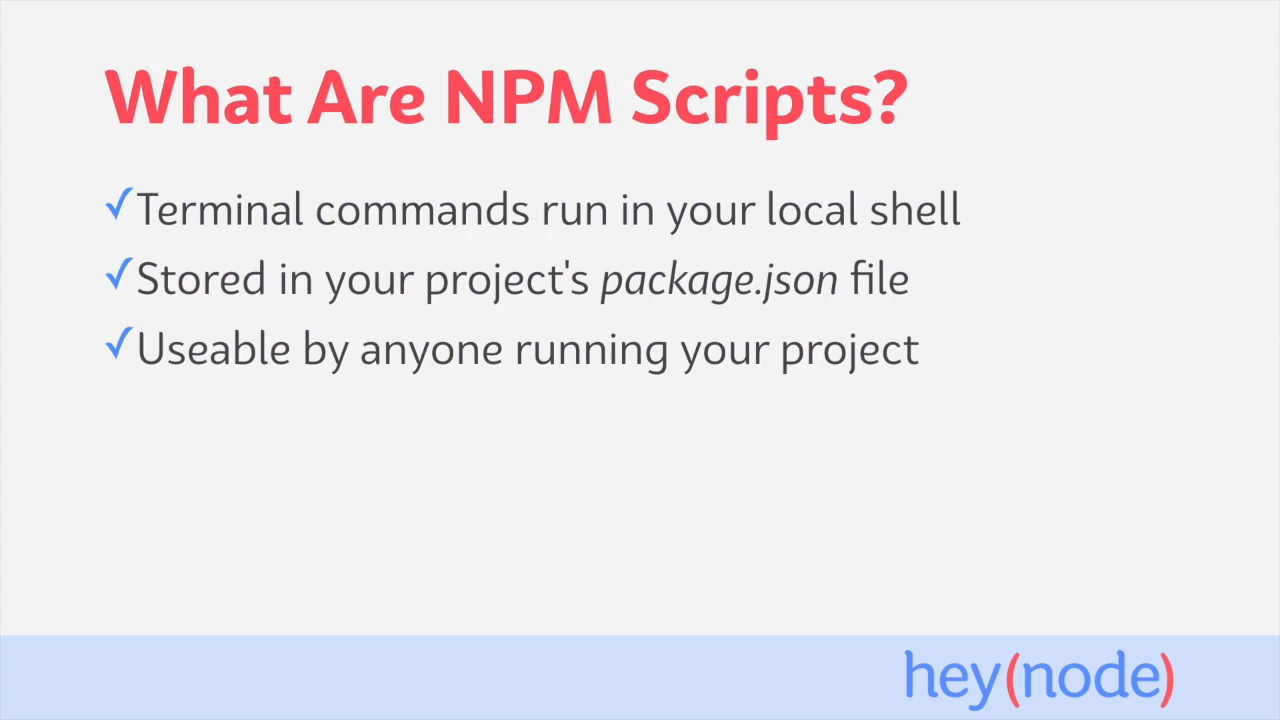 What Are NPM Scripts?
✓Terminal commands run in your local shell
✓Stored in your project's package.json file
✓Useable by anyone running your project
hey(node)